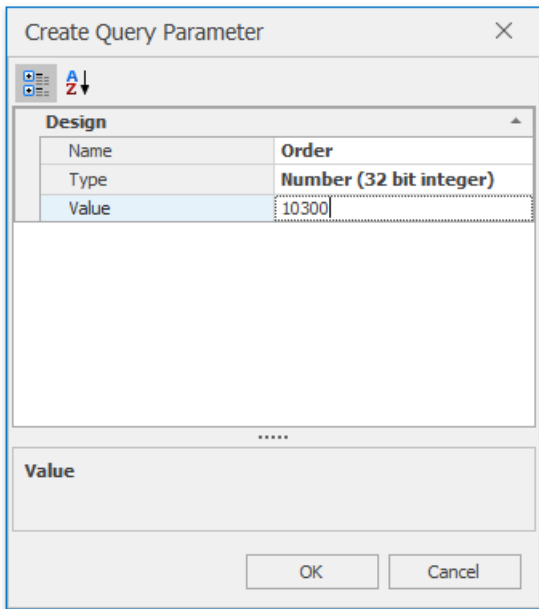 Create Query Parameter
Design
Name Order
Type Number (32 bit integer)
Value 10300
Value
OK Cancel